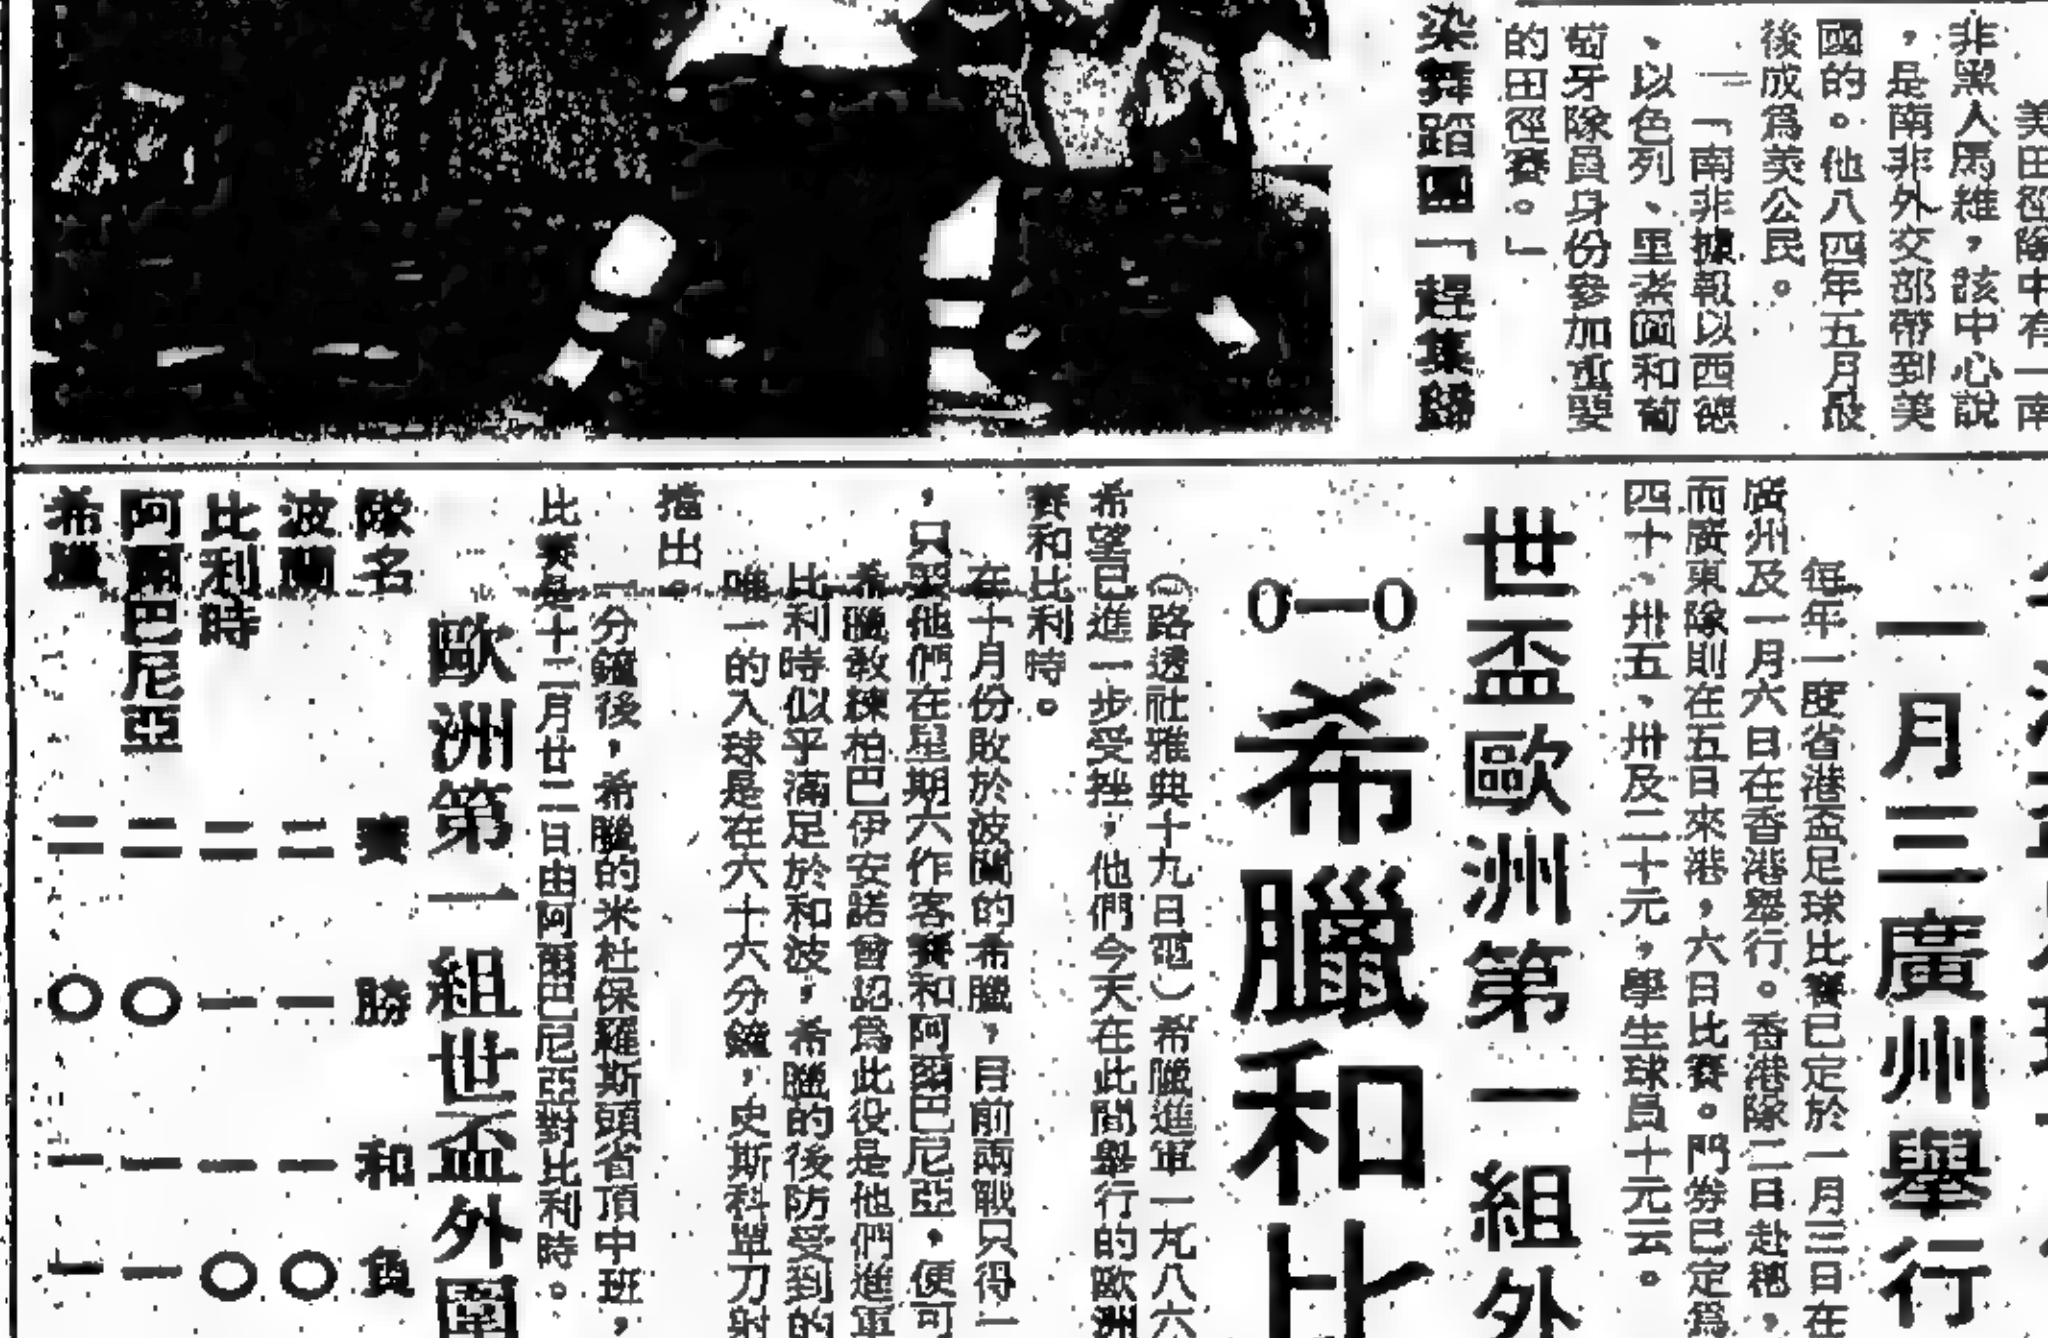 美田徑隊中有一南
非黑人馬維，該中心說
，是南非外交部帶到美
國的。他八四年五月最
後成為美公民。
「南非據報以西德
、以色列、里索圖和葡
萄牙隊員身份參加重要
的田徑賽。」
舞蹈團「趕集歸
一月三廣州舉行
每年一度省港盃足球比賽已定於一月三日在
廣州及一月六日在香港舉行。香港隊二日赴穗，
而廣東隊則在五日來港，六日比賽。門券已定為
四十、卅五、卅及二十元，學生球員十元云。
世盃歐洲第一組外
0—0希臘和比
（路透社雅典十九日電）希臘進軍一九八六
希望已進一步受挫，他們今天在此間舉行的歐洲
賽和比利時。
在十月份敗於波蘭的希臘，目前兩戰只得一
，只要他們在星期六作客賽和阿爾巴尼亞，便可
希臘教練柏巴伊安諾曾認為此役是他們進軍
比利時似乎滿足於和波，希臘的後防受到的
唯一的入球是在六十六分鐘，史斯科單刀射
擋出。
一分鐘後，希臘的米杜保羅斯頭省頂中班，
比賽是十二月廿二日由阿爾巴尼亞對比利時。
歐洲第一組世盃外圍
隊名 賽 勝 和 負
波蘭 二 一 一 〇
比利時 二 一 一 〇
阿爾巴尼亞 二 〇 一 一
希臘 二 〇 一 一